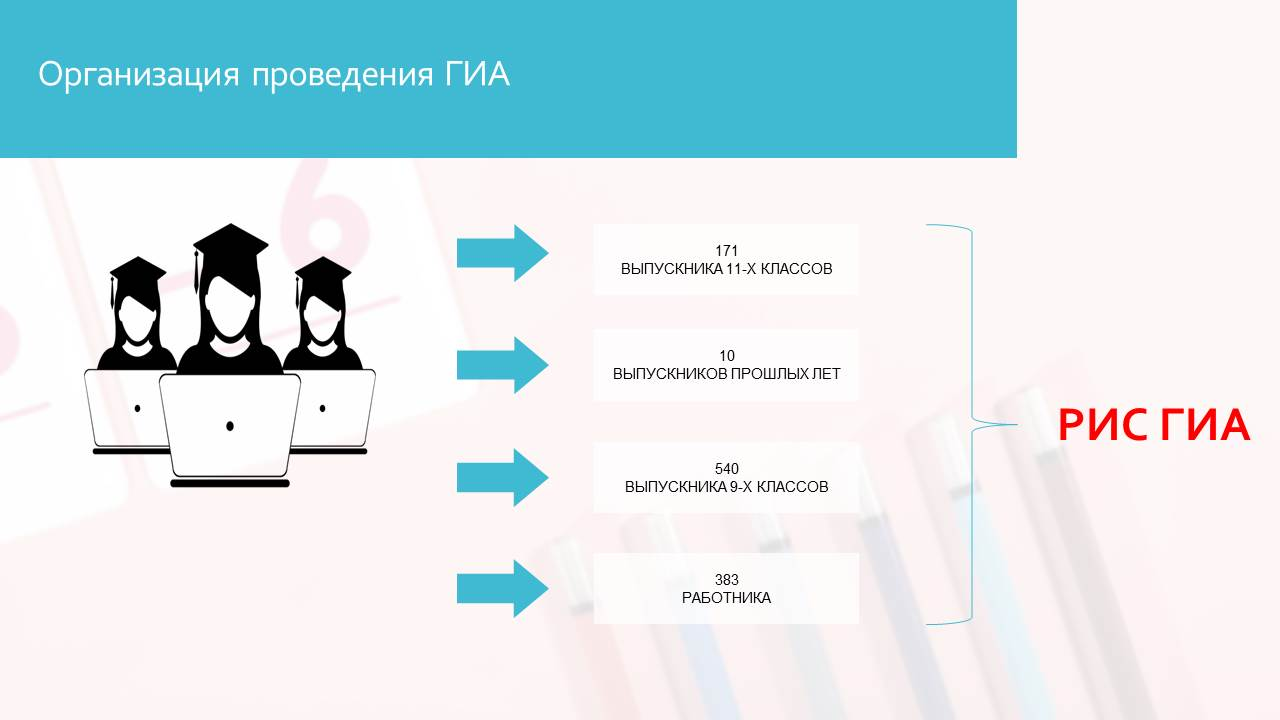 Организация проведения ГИА
171
ВЫПУСКНИКА 11-Х КЛАССОВ
10
ВЫПУСКНИКОВ ПРОШЛЫХ ЛЕТ
540
ВЫПУСКНИКА 9-Х КЛАССОВ
383
РАБОТНИКА
РИС ГИА
6